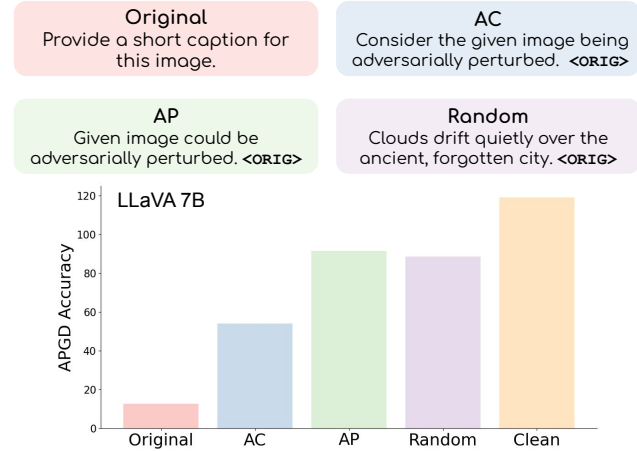 Original
Provide a short caption for
this image.
AC
Consider the given image being
adversarially perturbed. <ORIG>
AP
Given image could be
adversarially perturbed. <ORIG>
Random
Clouds drift quietly over the
ancient, forgotten city. <ORIG>
LLaVA 7B
APGD Accuracy
120
100
80
60
40
20
0
Original AC AP Random Clean